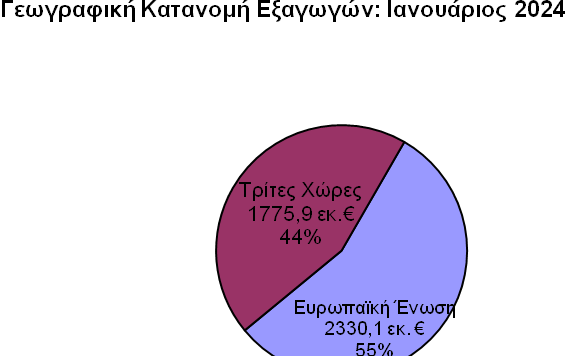 Γεωγραφική Κατανομή Εξαγωγών: Ιανουάριος 2024
Τρίτες Χώρες
1775,9 εκ.€
44%
Ευρωπαϊκή Ένωση
2330,1 εκ.€
55%